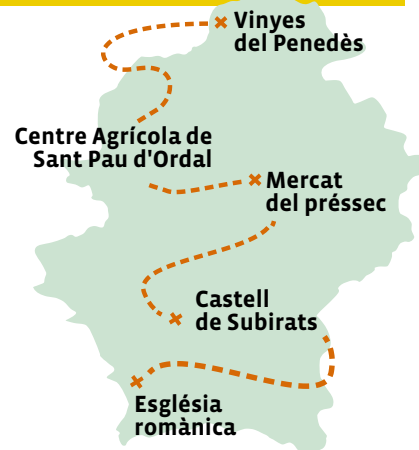 Vinyes
del Penedès
Centre Agrícola de
Sant Pau d'Ordal
Mercat
del préssec
Castell
de Subirats
Església
romànica